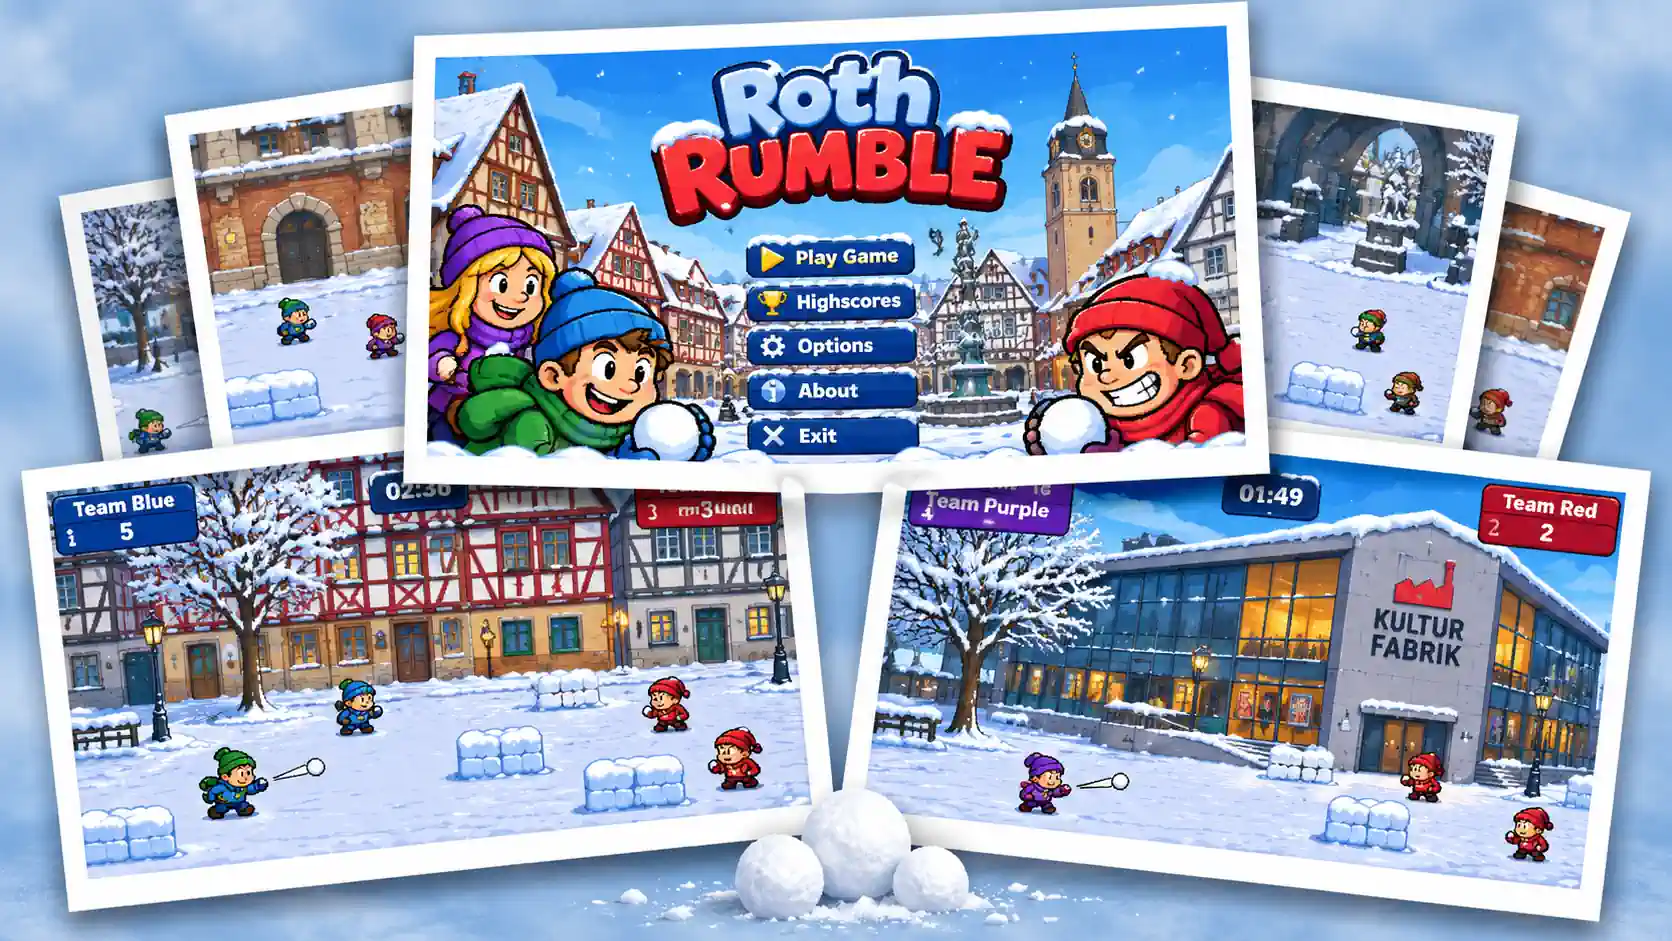 Roth
RUMBLE
Play Game
Highscores
Options
About
Exit
Team Blue
5
02:36
3
Team Purple
01:49
Team Red
2 2
KULTUR
FABRIK